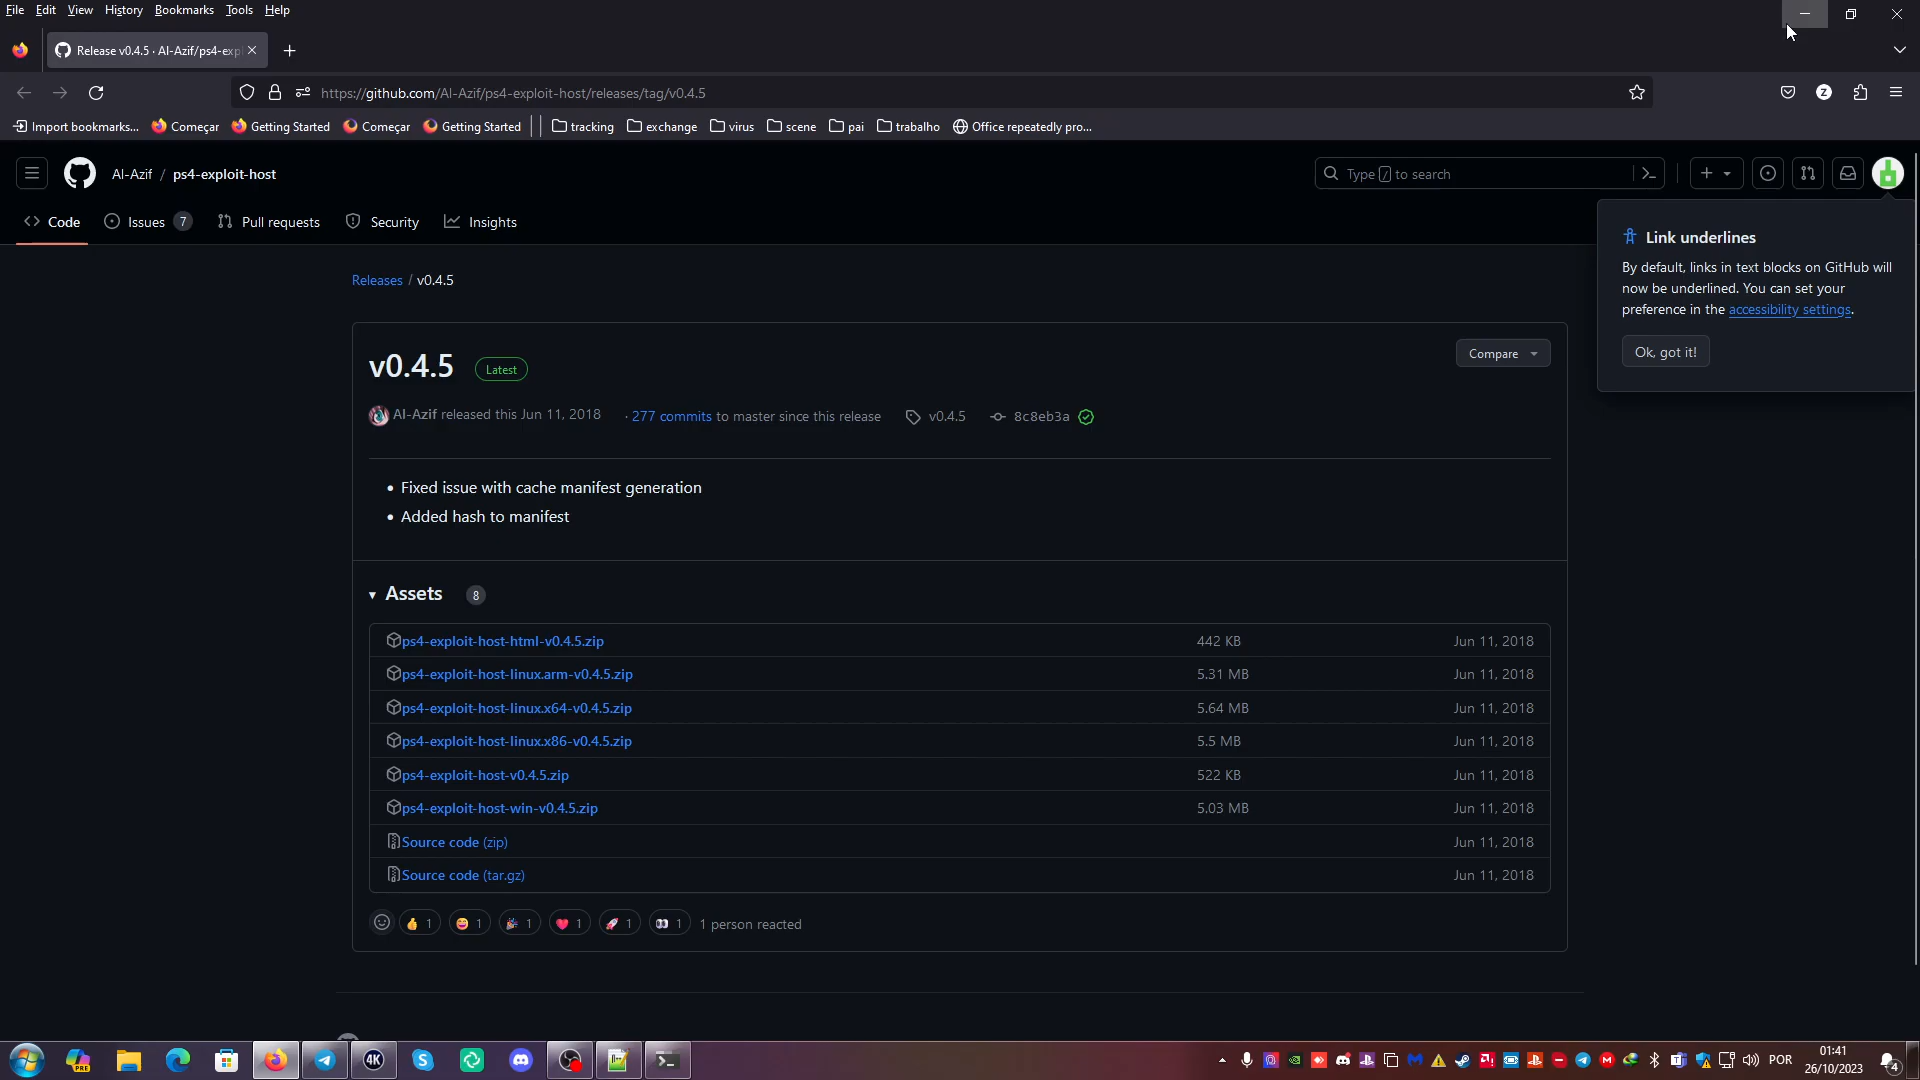 File Edit View History Bookmarks Tools Help
Release v0.4.5 · Al-Azif/ps4-exp
https://github.com/Al-Azif/ps4-exploit-host/releases/tag/v0.4.5
Import bookmarks... Começar Getting Started Começar Getting Started tracking exchange virus scene pai trabalho Office repeatedly pro...
Al-Azif / ps4-exploit-host
Type / to search
Code Issues 7 Pull requests Security Insights
Link underlines
By default, links in text blocks on GitHub will
now be underlined. You can set your
preference in the accessibility settings.
Ok, got it!
Releases / v0.4.5
v0.4.5 Latest
Compare
Al-Azif released this Jun 11, 2018 · 277 commits to master since this release v0.4.5 8c8eb3a
• Fixed issue with cache manifest generation
• Added hash to manifest
Assets 8
ps4-exploit-host-html-v0.4.5.zip 442 KB Jun 11, 2018
ps4-exploit-host-linux.arm-v0.4.5.zip 5.31 MB Jun 11, 2018
ps4-exploit-host-linux.x64-v0.4.5.zip 5.64 MB Jun 11, 2018
ps4-exploit-host-linux.x86-v0.4.5.zip 5.5 MB Jun 11, 2018
ps4-exploit-host-v0.4.5.zip 522 KB Jun 11, 2018
ps4-exploit-host-win-v0.4.5.zip 5.03 MB Jun 11, 2018
Source code (zip) Jun 11, 2018
Source code (tar.gz) Jun 11, 2018
👍 1 😄 1 🎉 1 ❤️ 1 🚀 1 👀 1 1 person reacted
PRE 4K POR 01:41
26/10/2023 4